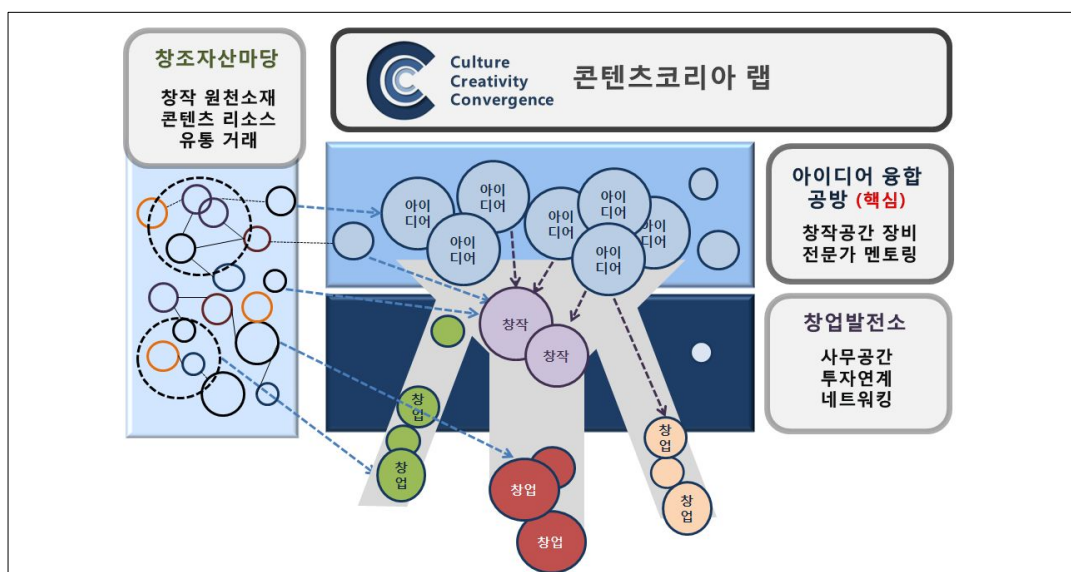 창조자산마당
창작 원천소재
콘텐츠 리소스
유통 거래
Culture
Creativity
Convergence
콘텐츠코리아 랩
아이디어 융합
공방 (핵심)
창작공간 장비
전문가 멘토링
창업발전소
사무공간
투자연계
네트워킹
아이
디어
아이
디어
아이
디어
아이
디어
아이
디어
아이
디어
아이
디어
창작
창작
창
업
창
업
창업
창업
창
업
창
업